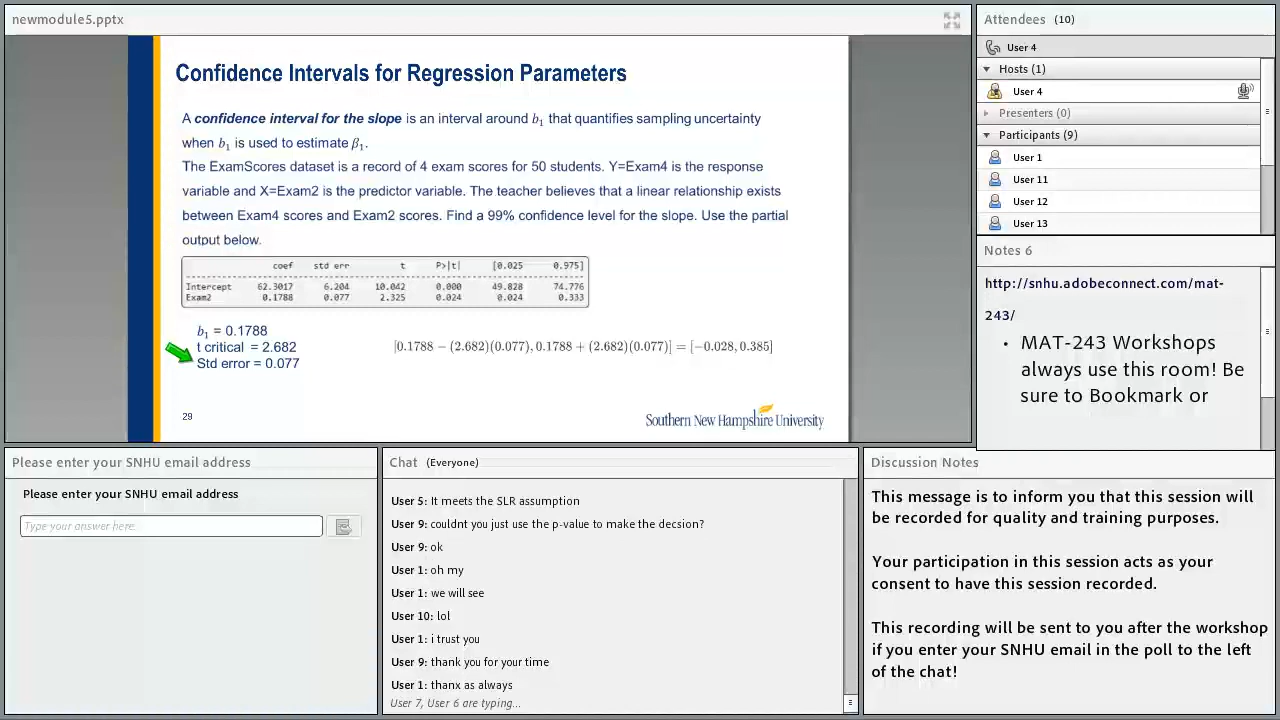 newmodule5.pptx
Confidence Intervals for Regression Parameters
A confidence interval for the slope is an interval around b₁ that quantifies sampling uncertainty
when b₁ is used to estimate β₁.
The ExamScores dataset is a record of 4 exam scores for 50 students. Y=Exam4 is the response
variable and X=Exam2 is the predictor variable. The teacher believes that a linear relationship exists
between Exam4 scores and Exam2 scores. Find a 99% confidence level for the slope. Use the partial
output below.
coef std err t P>|t| [0.025 0.975]
Intercept 62.3017 6.204 10.042 0.000 49.828 74.776
Exam2 0.1788 0.077 2.325 0.024 0.024 0.333
b₁ = 0.1788
t critical = 2.682
Std error = 0.077
[0.1788 − (2.682)(0.077), 0.1788 + (2.682)(0.077)] = [−0.028, 0.385]
29
Southern New Hampshire University
Attendees (10)
User 4
Hosts (1)
User 4
Presenters (0)
Participants (9)
User 1
User 11
User 12
User 13
Notes 6
http://snhu.adobeconnect.com/mat-
243/
• MAT-243 Workshops
always use this room! Be
sure to Bookmark or
Please enter your SNHU email address
Please enter your SNHU email address
Type your answer here.
Chat (Everyone)
User 5: It meets the SLR assumption
User 9: couldnt you just use the p-value to make the decsion?
User 9: ok
User 1: oh my
User 1: we will see
User 10: lol
User 1: i trust you
User 9: thank you for your time
User 1: thanx as always
User 7, User 6 are typing...
Discussion Notes
This message is to inform you that this session will
be recorded for quality and training purposes.
Your participation in this session acts as your
consent to have this session recorded.
This recording will be sent to you after the workshop
if you enter your SNHU email in the poll to the left
of the chat!